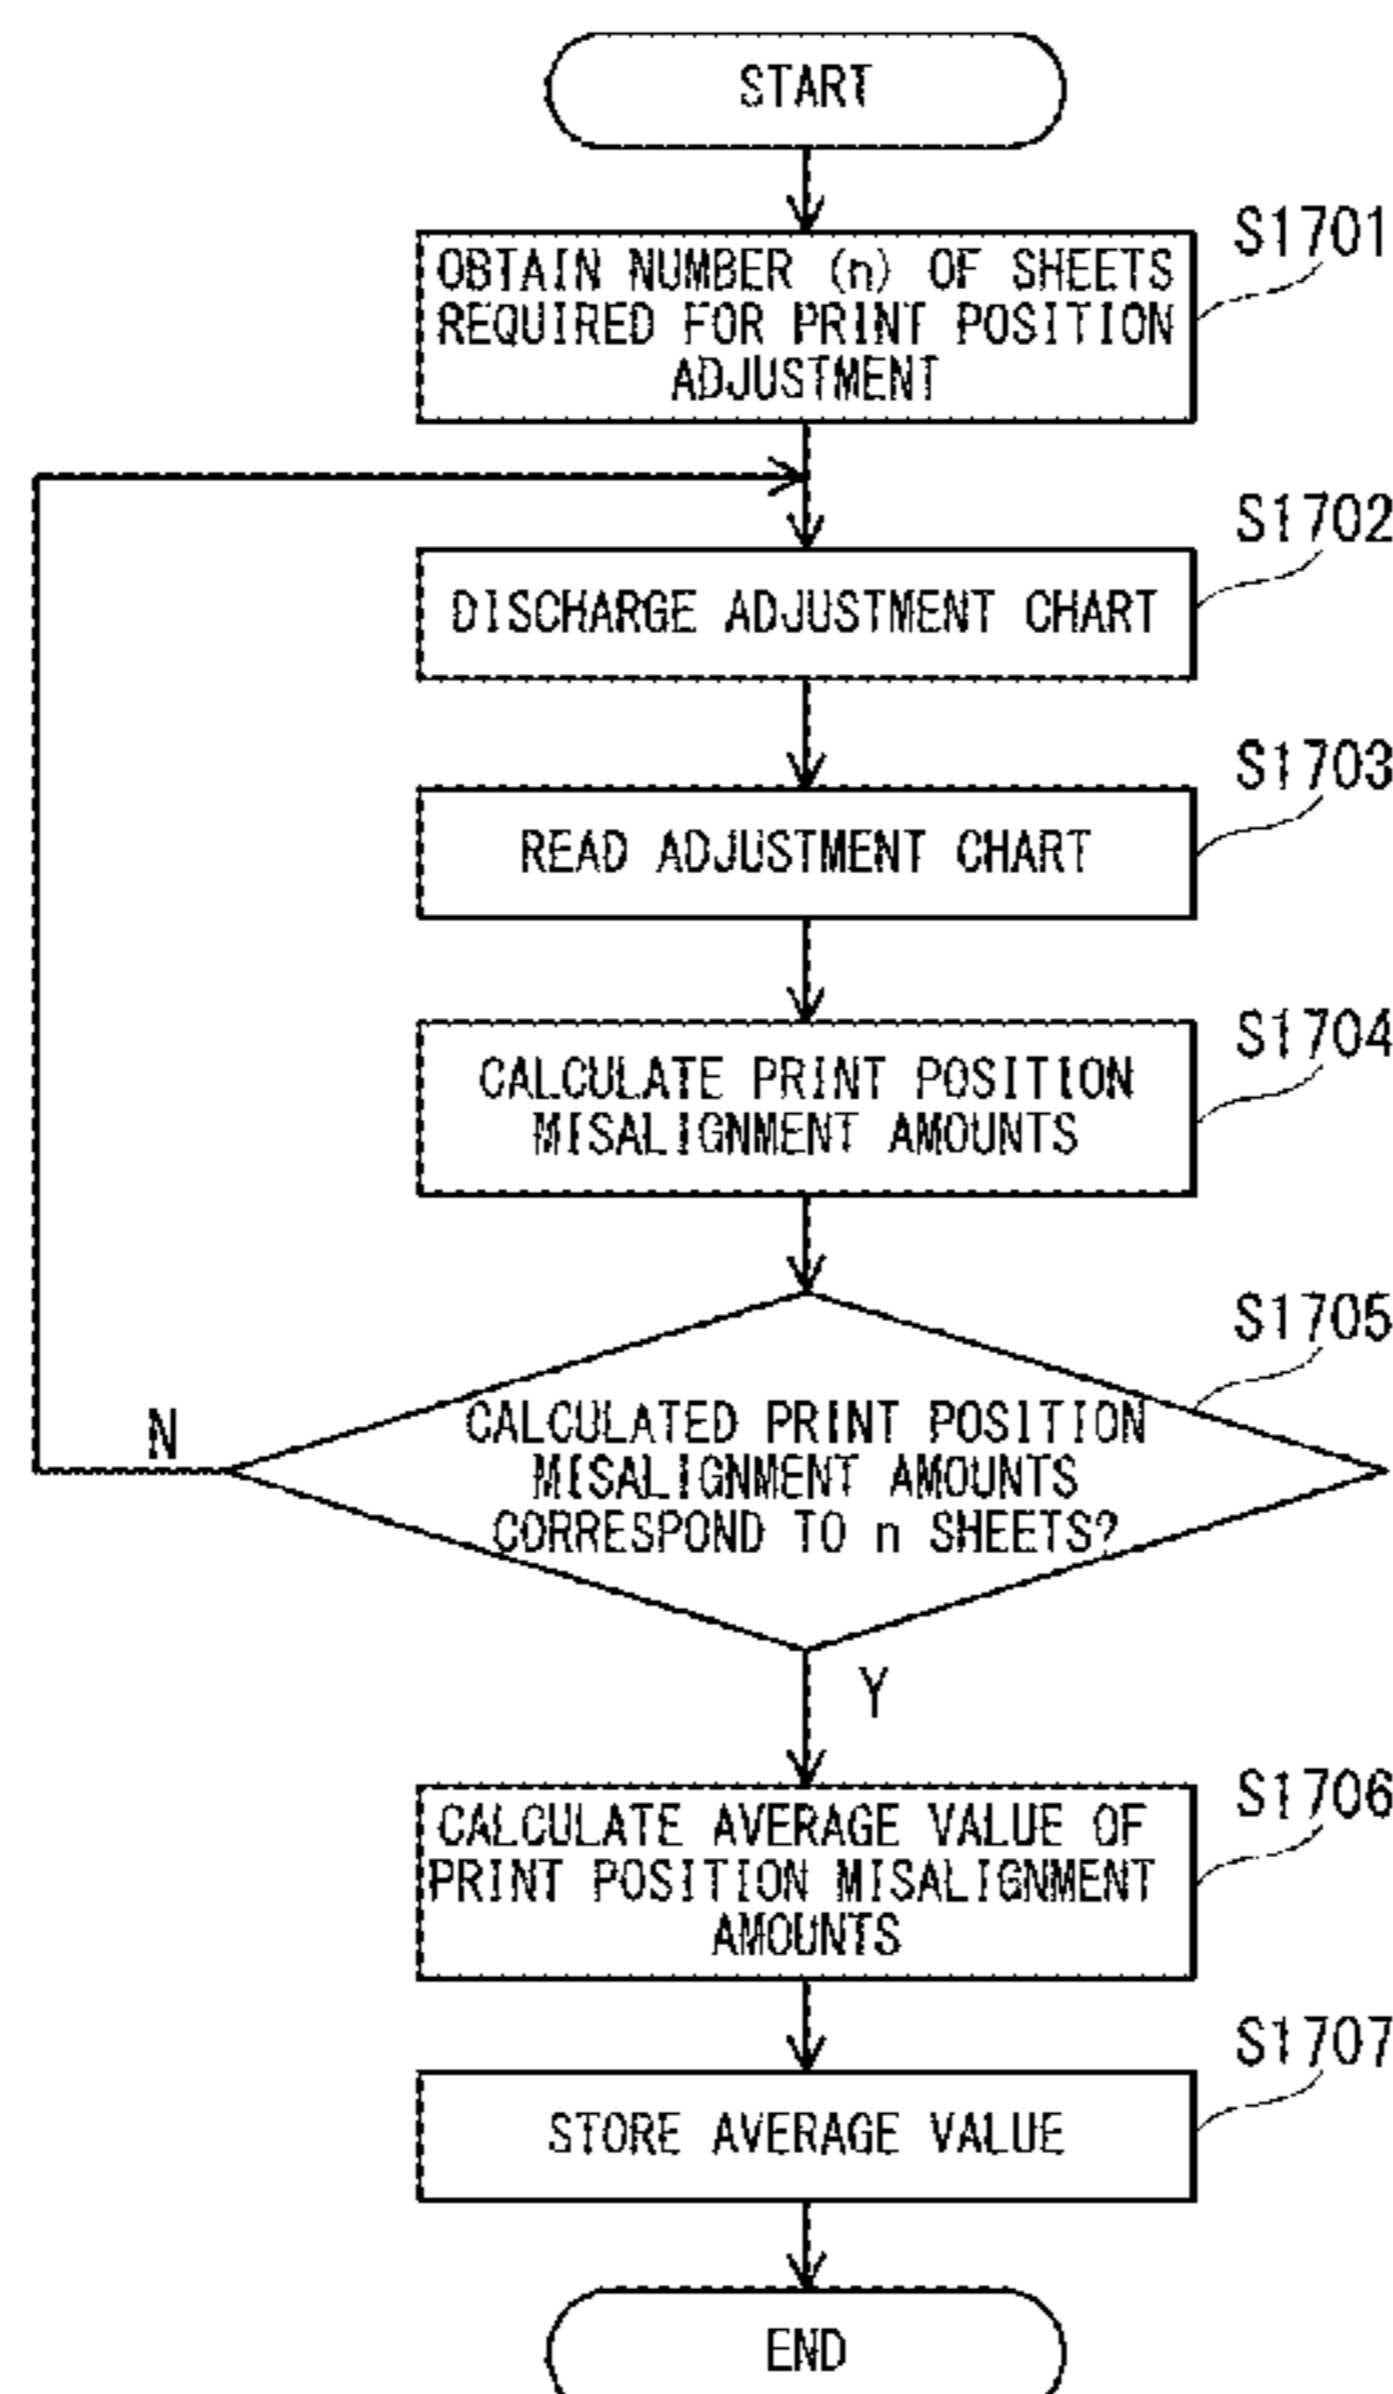 START
S1701
OBTAIN NUMBER (n) OF SHEETS
REQUIRED FOR PRINT POSITION
ADJUSTMENT
S1702
DISCHARGE ADJUSTMENT CHART
S1703
READ ADJUSTMENT CHART
S1704
CALCULATE PRINT POSITION
MISALIGNMENT AMOUNTS
S1705
CALCULATED PRINT POSITION
MISALIGNMENT AMOUNTS
CORRESPOND TO n SHEETS?
N
Y
S1706
CALCULATE AVERAGE VALUE OF
PRINT POSITION MISALIGNMENT
AMOUNTS
S1707
STORE AVERAGE VALUE
END